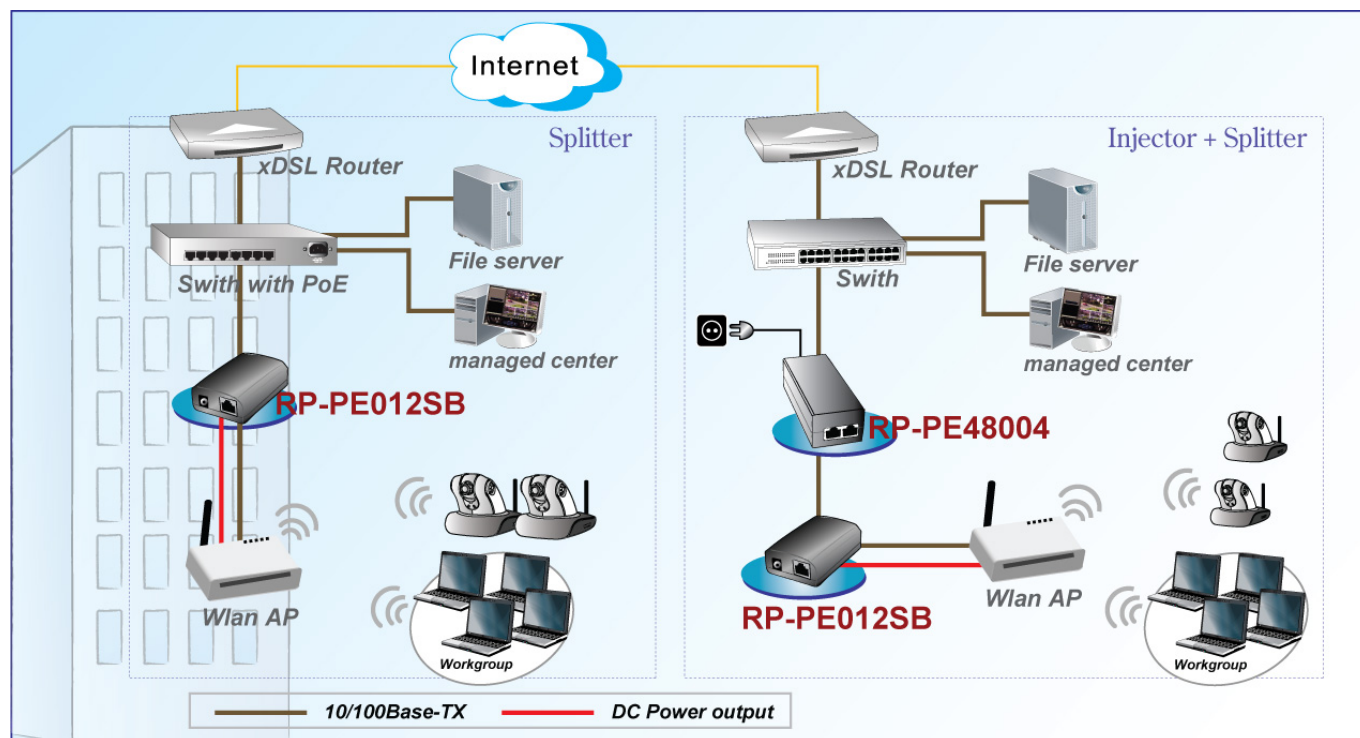 Internet
Splitter
xDSL Router
File server
Swith with PoE
managed center
RP-PE012SB
Wlan AP
Workgroup
Injector + Splitter
xDSL Router
File server
Swith
managed center
RP-PE48004
RP-PE012SB
Wlan AP
Workgroup
10/100Base-TX
DC Power output